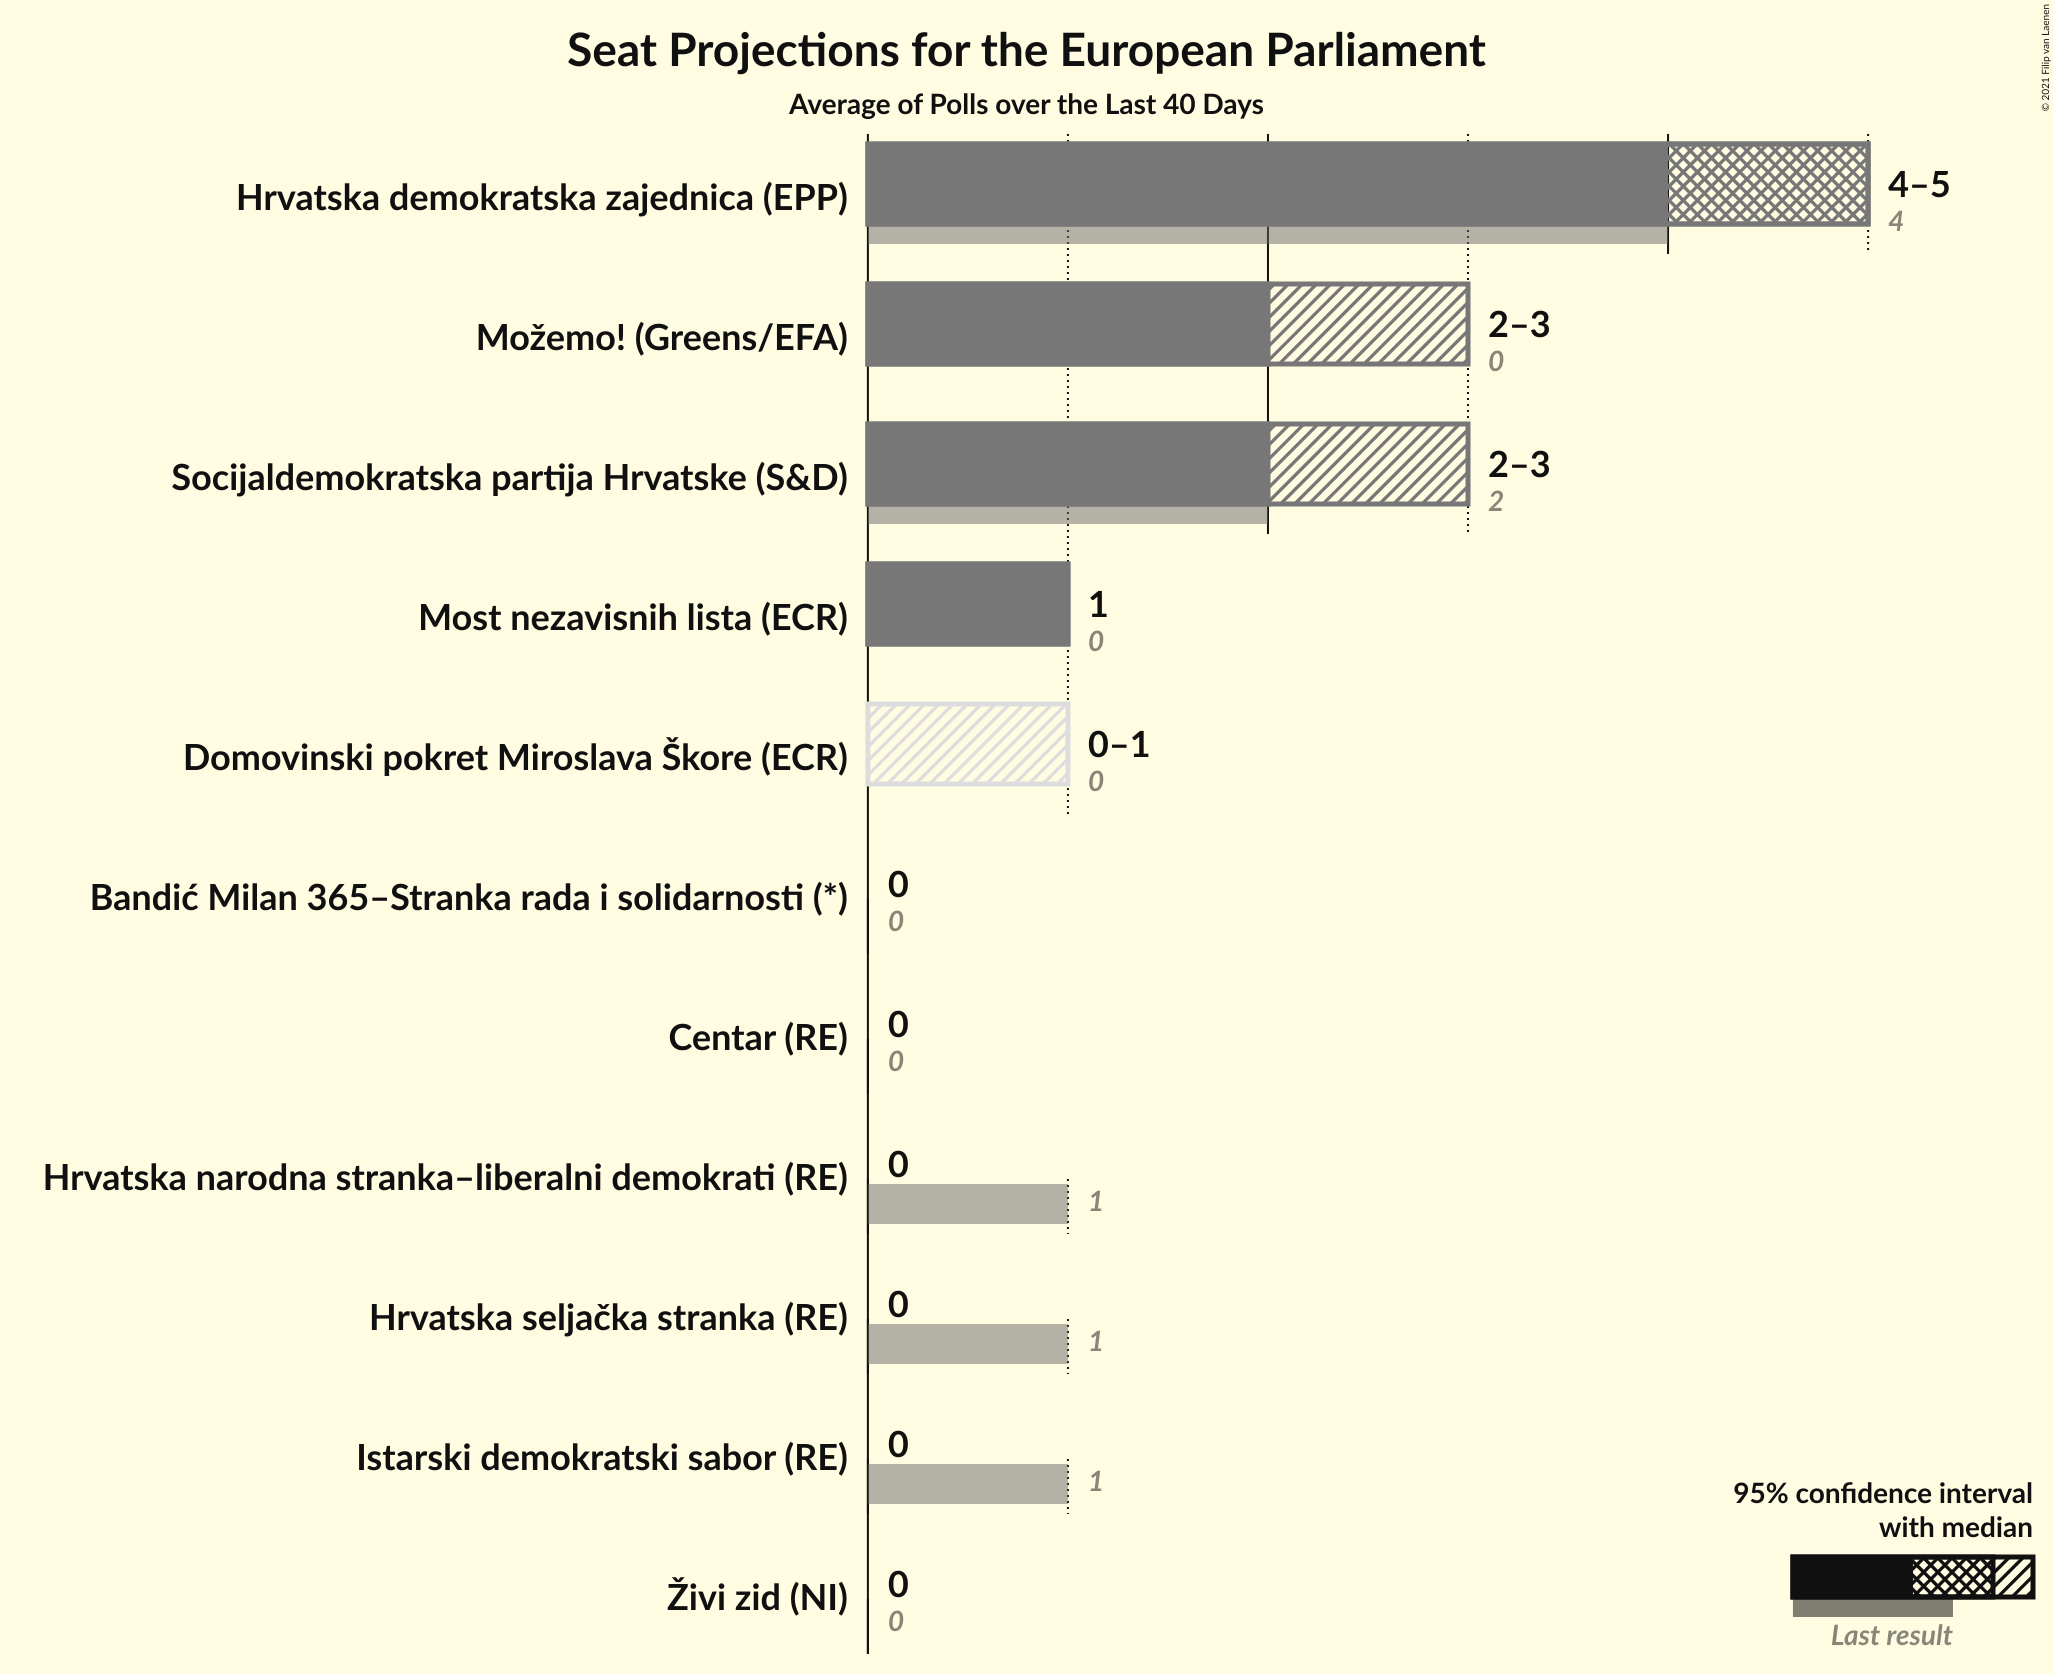 Seat Projections for the European Parliament
Average of Polls over the Last 40 Days
© 2021 Filip van Laenen
Hrvatska demokratska zajednica (EPP)
4–5
4
Možemo! (Greens/EFA)
2–3
0
Socijaldemokratska partija Hrvatske (S&D)
2–3
2
Most nezavisnih lista (ECR)
1
0
Domovinski pokret Miroslava Škore (ECR)
0–1
0
Bandić Milan 365–Stranka rada i solidarnosti (*)
0
0
Centar (RE)
0
0
Hrvatska narodna stranka–liberalni demokrati (RE)
0
1
Hrvatska seljačka stranka (RE)
0
1
Istarski demokratski sabor (RE)
0
1
Živi zid (NI)
0
0
95% confidence interval
with median
Last result